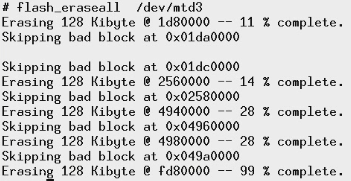 # flash_eraseall  /dev/mtd3
Erasing 128 Kibyte @ 1d80000 -- 11 % complete.
Skipping bad block at 0x01da0000

Skipping bad block at 0x01dc0000
Erasing 128 Kibyte @ 2560000 -- 14 % complete.
Skipping bad block at 0x02580000
Erasing 128 Kibyte @ 4940000 -- 28 % complete.
Skipping bad block at 0x04960000
Erasing 128 Kibyte @ 4980000 -- 28 % complete.
Skipping bad block at 0x049a0000
Erasing 128 Kibyte @ fd80000 -- 99 % complete.